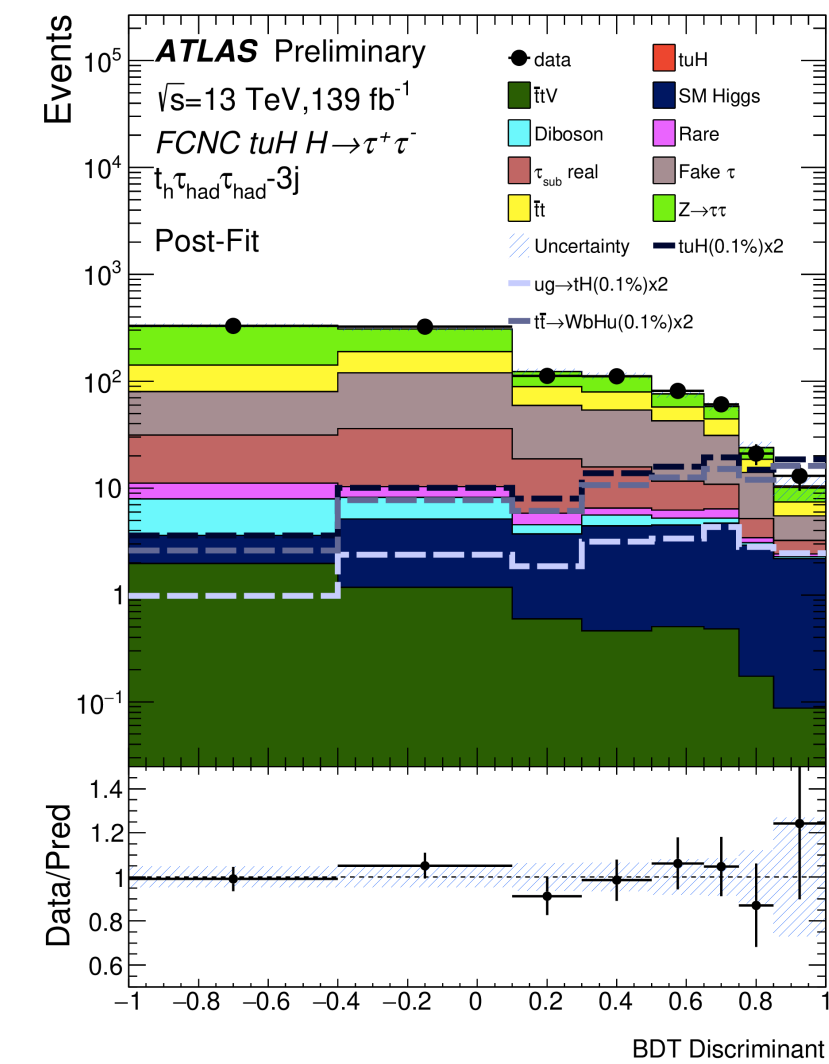 Events
10⁵
10⁴
10³
10²
10
1
10⁻¹
ATLAS Preliminary
√s=13 TeV,139 fb⁻¹
FCNC tuH H→τ⁺τ⁻
tₕτ_hadτ_had-3j
Post-Fit
data
tuH
t̄tV
SM Higgs
Diboson
Rare
τ_sub real
Fake τ
t̄t
Z→ττ
Uncertainty
tuH(0.1%)x2
ug→tH(0.1%)x2
tt̄→WbHu(0.1%)x2
Data/Pred
1.4
1.2
1
0.8
0.6
−1 −0.8 −0.6 −0.4 −0.2 0 0.2 0.4 0.6 0.8 1
BDT Discriminant